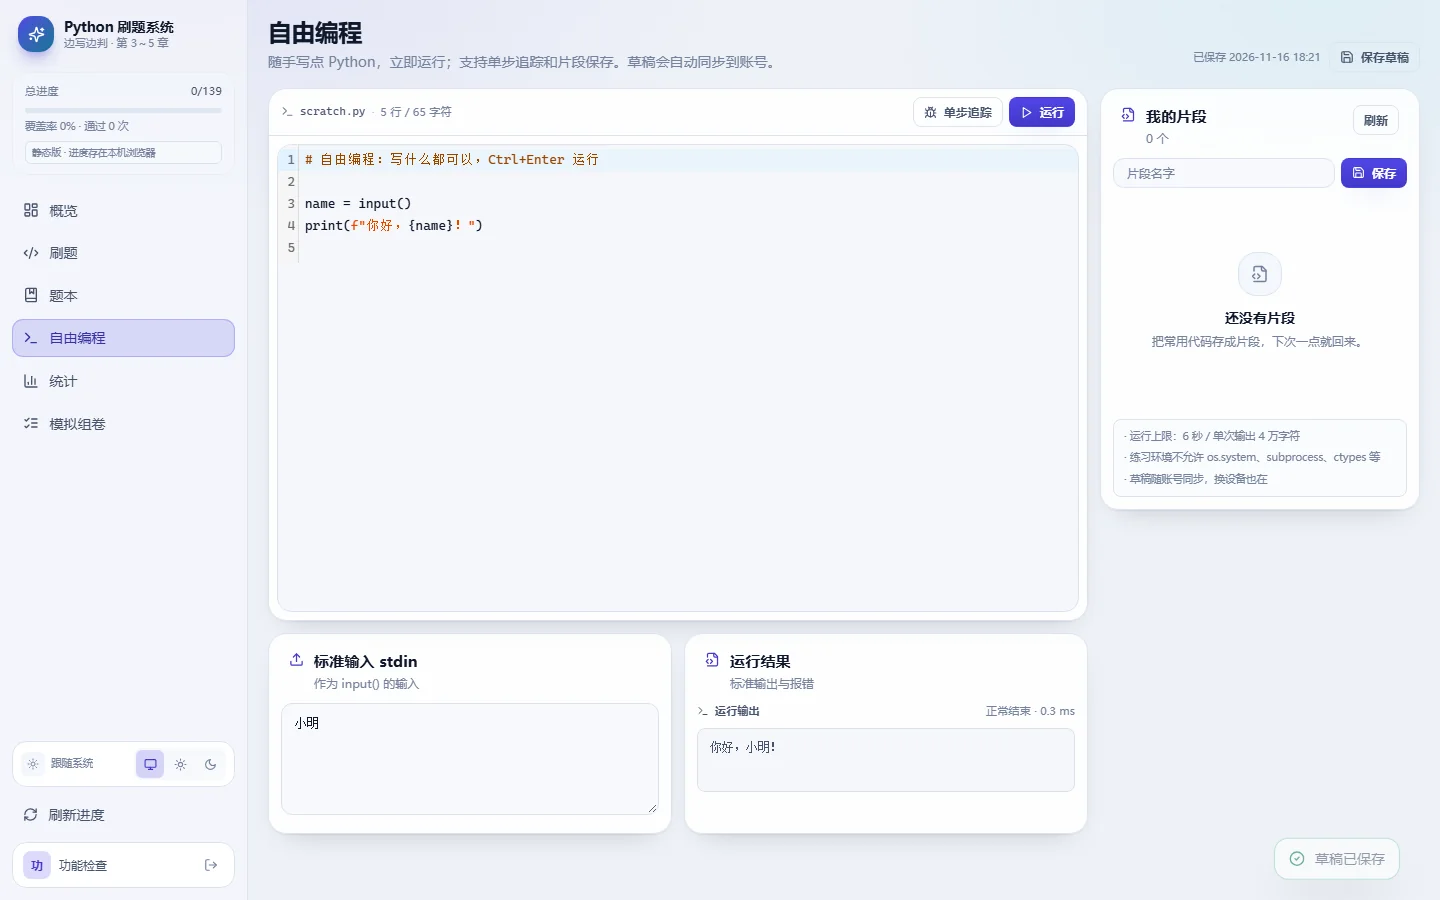 Python 刷题系统
边写边判 · 第 3 ~ 5 章
总进度 0/139
覆盖率 0% · 通过 0 次
静态版 · 进度存在本机浏览器
概览
刷题
题本
自由编程
统计
模拟组卷
跟随系统
刷新进度
功 功能检查
自由编程
随手写点 Python，立即运行；支持单步追踪和片段保存。草稿会自动同步到账号。
已保存 2026-11-16 18:21 保存草稿
scratch.py · 5 行 / 65 字符 单步追踪 运行
1 # 自由编程：写什么都可以，Ctrl+Enter 运行
2
3 name = input()
4 print(f"你好，{name}！")
5
标准输入 stdin
作为 input() 的输入
小明
运行结果
标准输出与报错
运行输出 正常结束 · 0.3 ms
你好，小明！
我的片段 刷新
0 个
片段名字 保存
还没有片段
把常用代码存成片段，下次一点就回来。
· 运行上限：6 秒 / 单次输出 4 万字符
· 练习环境不允许 os.system、subprocess、ctypes 等
· 草稿随账号同步，换设备也在
草稿已保存